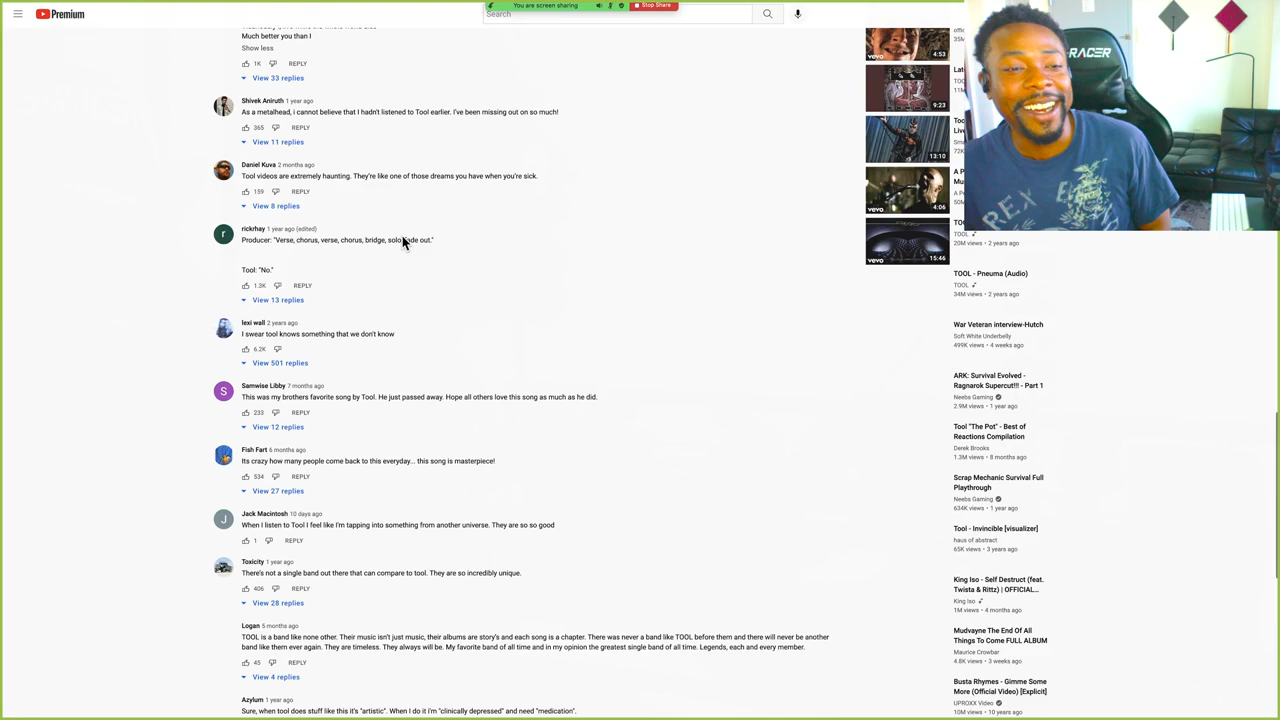 Premium
Search
You are screen sharing
Stop Share
Much better you than I
Show less
1K REPLY
View 33 replies
Shivek Aniruth 1 year ago
As a metalhead, i cannot believe that I hadn't listened to Tool earlier. I've been missing out on so much!
365 REPLY
View 11 replies
Daniel Kuva 2 months ago
Tool videos are extremely haunting. They're like one of those dreams you have when you're sick.
159 REPLY
View 8 replies
r
rickrhay 1 year ago (edited)
Producer: "Verse, chorus, verse, chorus, bridge, solo out."
Tool: "No."
1.3K REPLY
View 13 replies
lexi wall 2 years ago
I swear tool knows something that we don't know
6.2K
View 501 replies
S
Samwise Libby 7 months ago
This was my brothers favorite song by Tool. He just passed away. Hope all others love this song as much as he did.
233 REPLY
View 12 replies
Fish Fart 6 months ago
Its crazy how many people come back to this everyday... this song is masterpiece!
534 REPLY
View 27 replies
J
Jack Macintosh 10 days ago
When I listen to Tool I feel like I'm tapping into something from another universe. They are so so good
1 REPLY
Toxicity 1 year ago
There's not a single band out there that can compare to tool. They are so incredibly unique.
406 REPLY
View 28 replies
Logan 5 months ago
TOOL is a band like none other. Their music isn't just music, their albums are story's and each song is a chapter. There was never a band like TOOL before them and there will never be another
band like them ever again. They are timeless. They always will be. My favorite band of all time and in my opinion the greatest single band of all time. Legends, each and every member.
45 REPLY
View 4 replies
Azylum 1 year ago
Sure, when tool does stuff like this it's "artistic". When I do it i'm "clinically depressed" and need "medication".
4:53
35M
Lat
TOO
11M
9:23
Too
Live
Sma
72K
13:10
A P
Mu
A Pe
50M
vevo
4:06
TOO
TOOL
20M views • 2 years ago
vevo
15:46
TOOL - Pneuma (Audio)
TOOL
34M views • 2 years ago
War Veteran interview-Hutch
Soft White Underbelly
499K views • 4 weeks ago
ARK: Survival Evolved -
Ragnarok Supercut!!! - Part 1
Neebs Gaming
2.9M views • 1 year ago
Tool "The Pot" - Best of
Reactions Compilation
Derek Brooks
1.3M views • 8 months ago
Scrap Mechanic Survival Full
Playthrough
Neebs Gaming
634K views • 1 year ago
Tool - Invincible [visualizer]
haus of abstract
65K views • 3 years ago
King Iso - Self Destruct (feat.
Twista & Rittz) | OFFICIAL...
King Iso
1M views • 4 months ago
Mudvayne The End Of All
Things To Come FULL ALBUM
Maurice Crowbar
4.8K views • 3 weeks ago
Busta Rhymes - Gimme Some
More (Official Video) [Explicit]
UPROXX Video
10M views • 10 years ago
RACER
REX